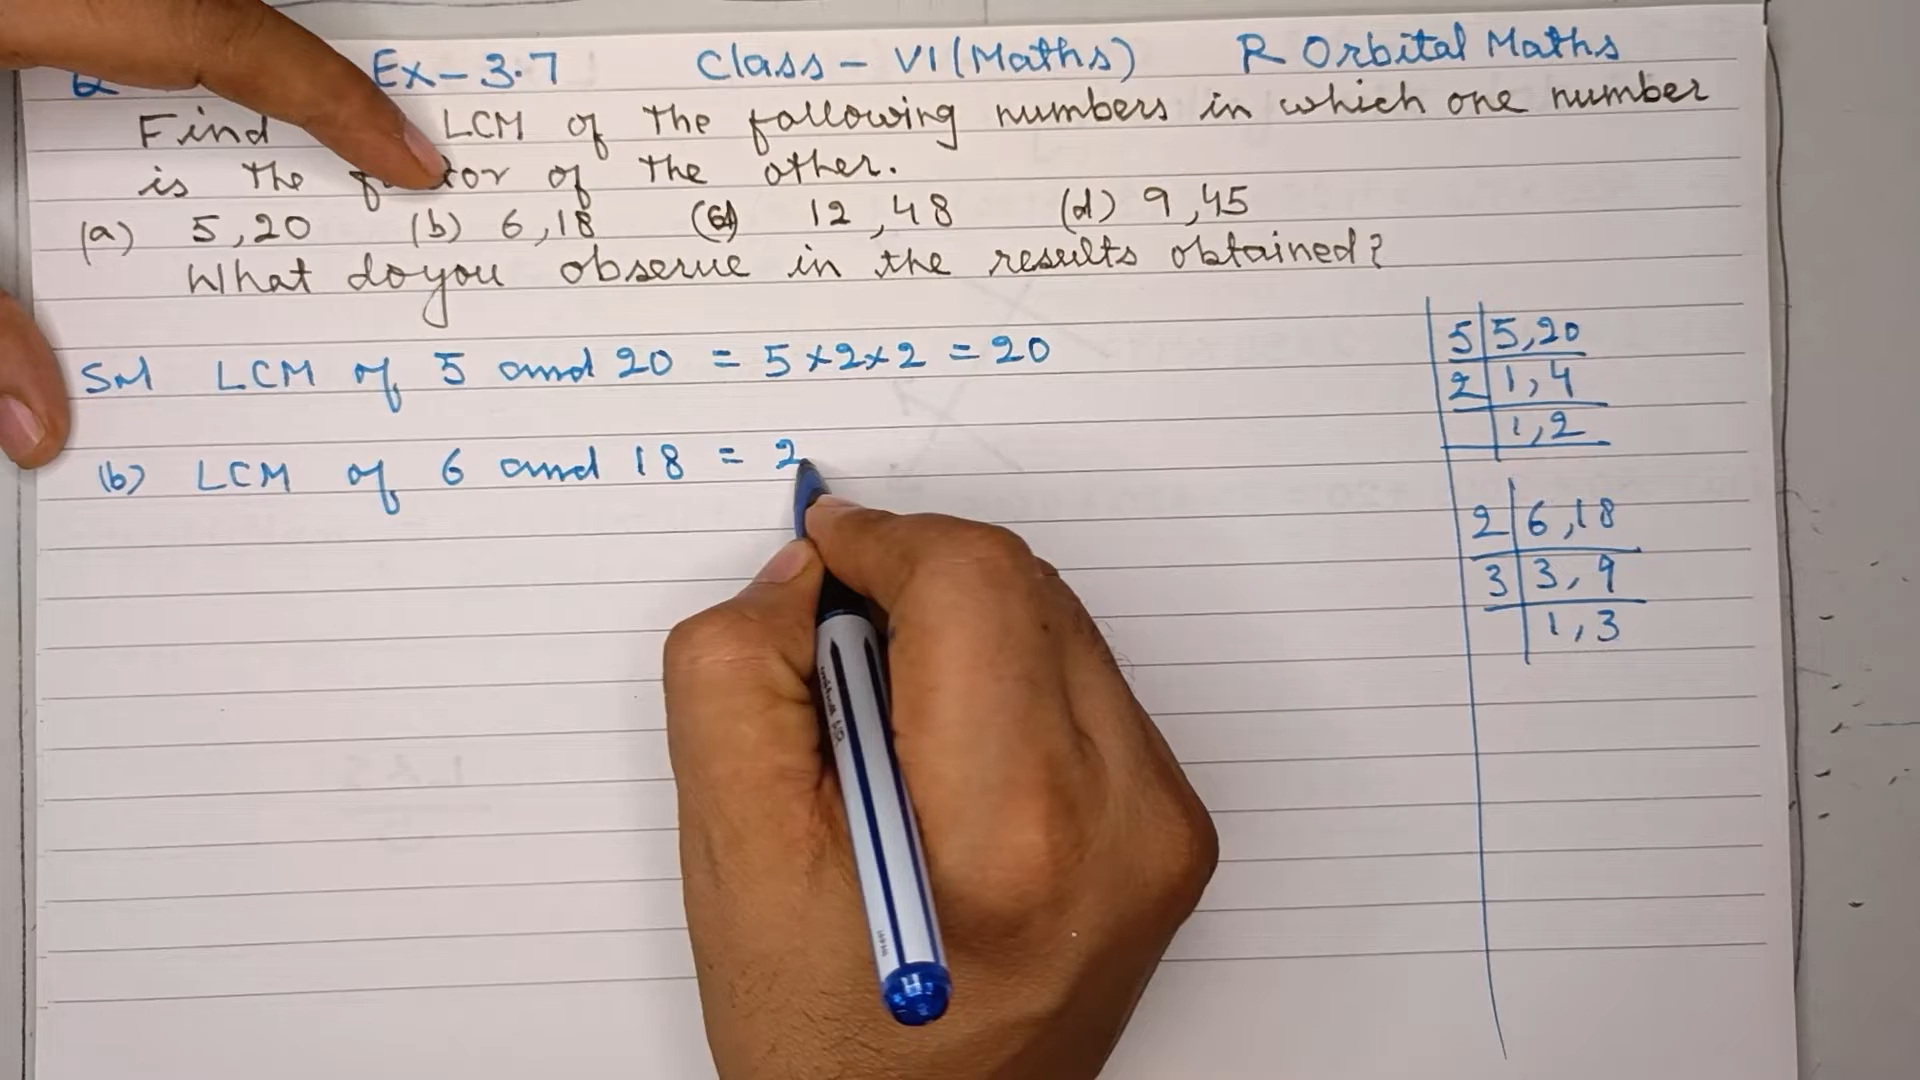 Ex-3.7 Class - VI (Maths) R Orbital Maths
Find LCM of the following numbers in which one number
is the of the other.
(a) 5,20 (b) 6,18 (c) 12,48 (d) 9,45
What do you observe in the results obtained?
LCM of 5 and 20 = 5×2×2 = 20
(b) LCM of 6 and 18 = 2
5 5,20
2 1,4
1,2
2 6,18
3 3,9
1,3